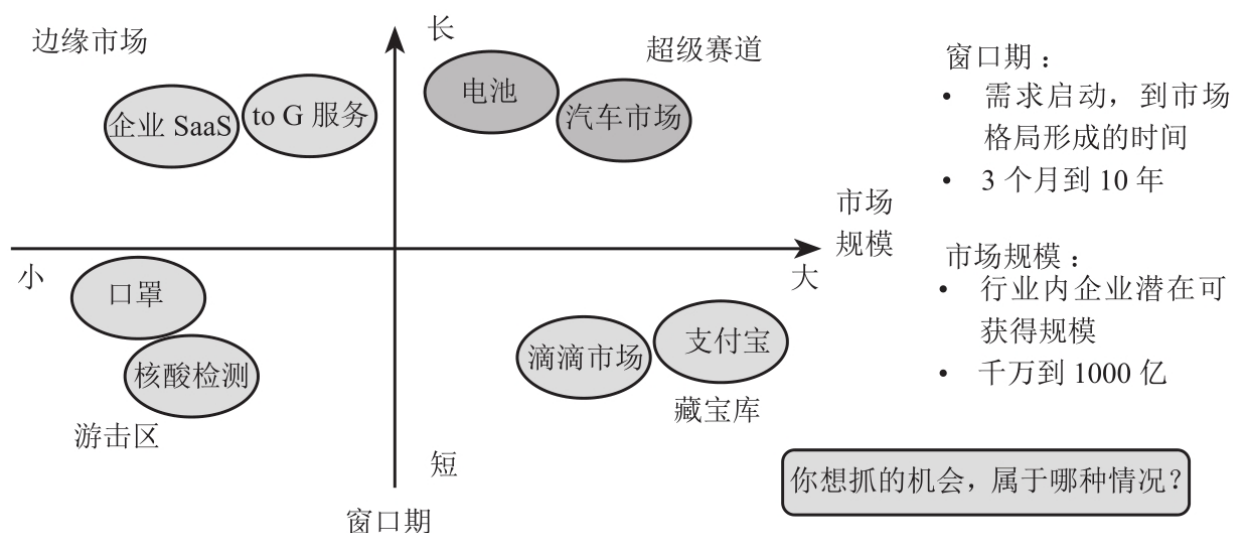 边缘市场
长
超级赛道
企业 SaaS
to G 服务
电池
汽车市场
市场
规模
小
大
口罩
核酸检测
游击区
滴滴市场
支付宝
藏宝库
短
窗口期
窗口期：
• 需求启动，到市场
格局形成的时间
• 3 个月到 10 年
市场规模：
• 行业内企业潜在可
获得规模
• 千万到 1000 亿
你想抓的机会，属于哪种情况？